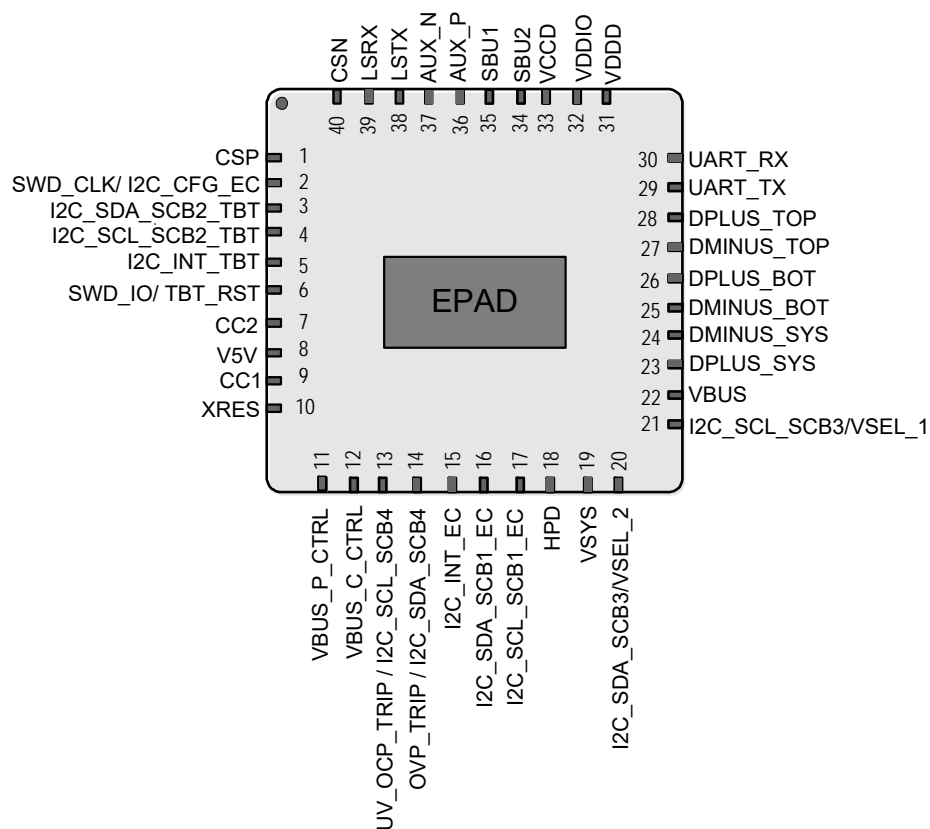 CSN
LSRX
LSTX
AUX_N
AUX_P
SBU1
SBU2
VCCD
VDDIO
VDDD
40
39
38
37
36
35
34
33
32
31
CSP 1
SWD_CLK/ I2C_CFG_EC 2
I2C_SDA_SCB2_TBT 3
I2C_SCL_SCB2_TBT 4
I2C_INT_TBT 5
SWD_IO/ TBT_RST 6
CC2 7
V5V 8
CC1 9
XRES 10
EPAD
30 UART_RX
29 UART_TX
28 DPLUS_TOP
27 DMINUS_TOP
26 DPLUS_BOT
25 DMINUS_BOT
24 DMINUS_SYS
23 DPLUS_SYS
22 VBUS
21 I2C_SCL_SCB3/VSEL_1
11
12
13
14
15
16
17
18
19
20
VBUS_P_CTRL
VBUS_C_CTRL
UV_OCP_TRIP / I2C_SCL_SCB4
OVP_TRIP / I2C_SDA_SCB4
I2C_INT_EC
I2C_SDA_SCB1_EC
I2C_SCL_SCB1_EC
HPD
VSYS
I2C_SDA_SCB3/VSEL_2